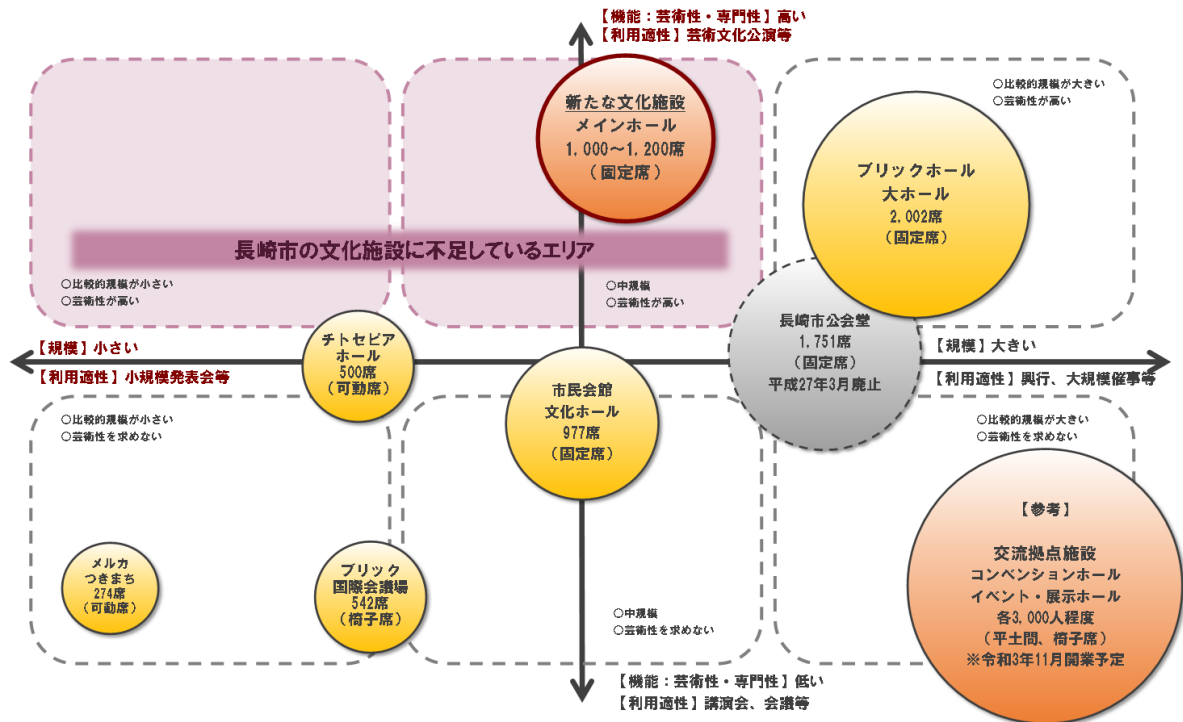 【機能：芸術性・専門性】高い
【利用適性】芸術文化公演等
○比較的規模が大きい
○芸術性が高い
新たな文化施設
メインホール
1,000～1,200席
（固定席）
ブリックホール
大ホール
2,002席
（固定席）
長崎市の文化施設に不足しているエリア
○比較的規模が小さい
○芸術性が高い
○中規模
○芸術性が高い
長崎市公会堂
1,751席
（固定席）
平成27年3月廃止
チトセピア
ホール
500席
（可動席）
【規模】小さい
【利用適性】小規模発表会等
【規模】大きい
【利用適性】興行、大規模催事等
市民会館
文化ホール
977席
（固定席）
○比較的規模が小さい
○芸術性を求めない
○比較的規模が大きい
○芸術性を求めない
メルカ
つきまち
274席
（可動席）
ブリック
国際会議場
542席
（椅子席）
○中規模
○芸術性を求めない
【参考】
交流拠点施設
コンベンションホール
イベント・展示ホール
各3,000人程度
（平土間、椅子席）
※令和3年11月開業予定
【機能：芸術性・専門性】低い
【利用適性】講演会、会議等